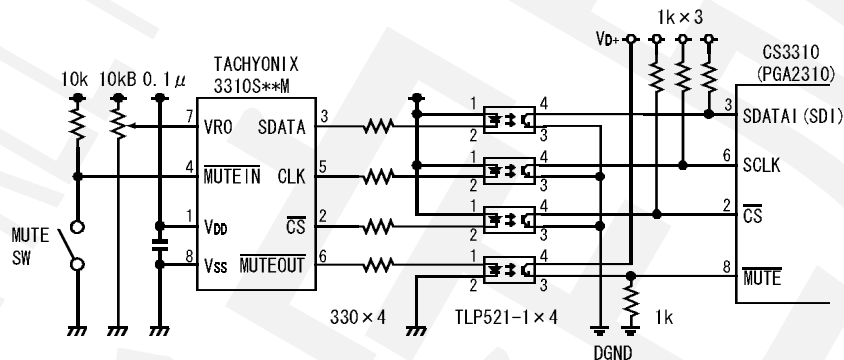 1k×3
VD+
CS3310
(PGA2310)
TACHYONIX
3310S**M
10k 10kB 0.1μ
7 VRO SDATA 3
1 4
2 3
3 SDATAI(SDI)
4 MUTEIN CLK 5
1 4
2 3
6 SCLK
1 VDD CS 2
1 4
2 3
2 CS
MUTE
SW
8 VSS MUTEOUT 6
1 4
2 3
8 MUTE
330×4
TLP521-1×4
1k
DGND